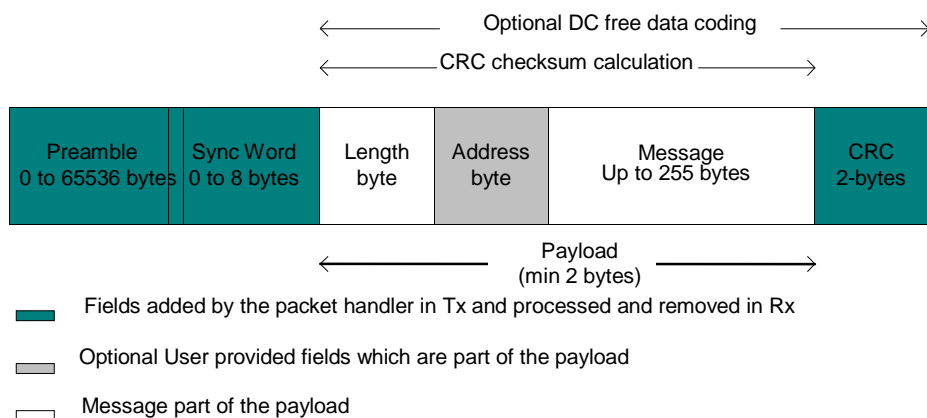 Optional DC free data coding
CRC checksum calculation
Preamble
0 to 65536 bytes
Sync Word
0 to 8 bytes
Length
byte
Address
byte
Message
Up to 255 bytes
CRC
2-bytes
Payload
(min 2 bytes)
Fields added by the packet handler in Tx and processed and removed in Rx
Optional User provided fields which are part of the payload
Message part of the payload